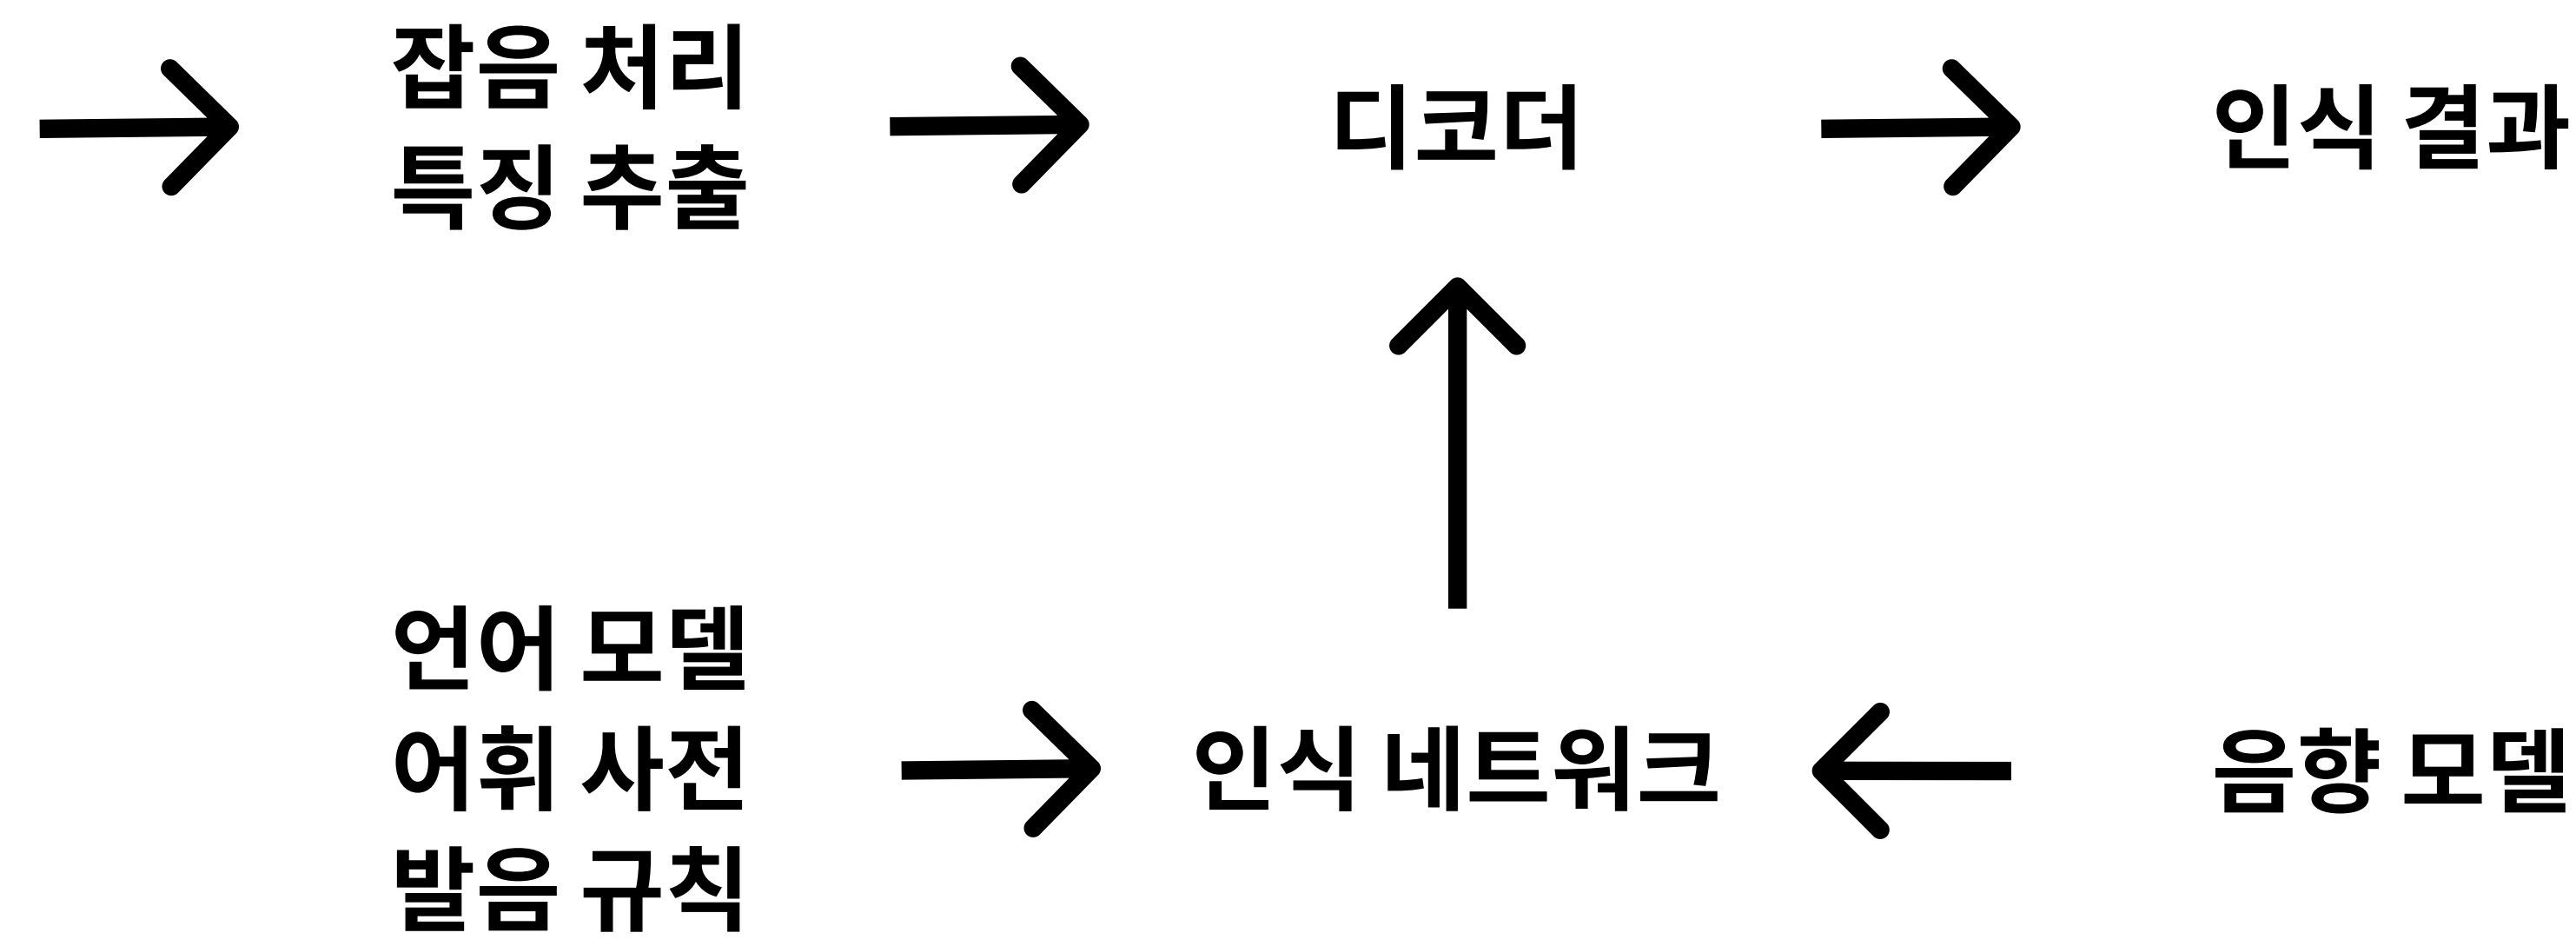 잡음 처리
특징 추출
디코더
인식 결과
언어 모델
어휘 사전
발음 규칙
인식 네트워크
음향 모델